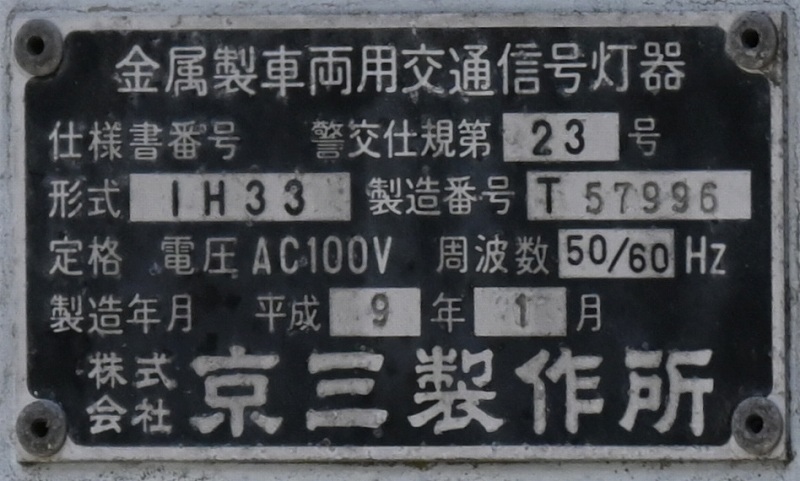 金属製車両用交通信号灯器
仕様書番号 警交仕規第 23 号
形式 1H33 製造番号 T 57996
定格 電圧 AC100V 周波数 50/60 Hz
製造年月 平成 9 年 1 月
株式会社 京三製作所